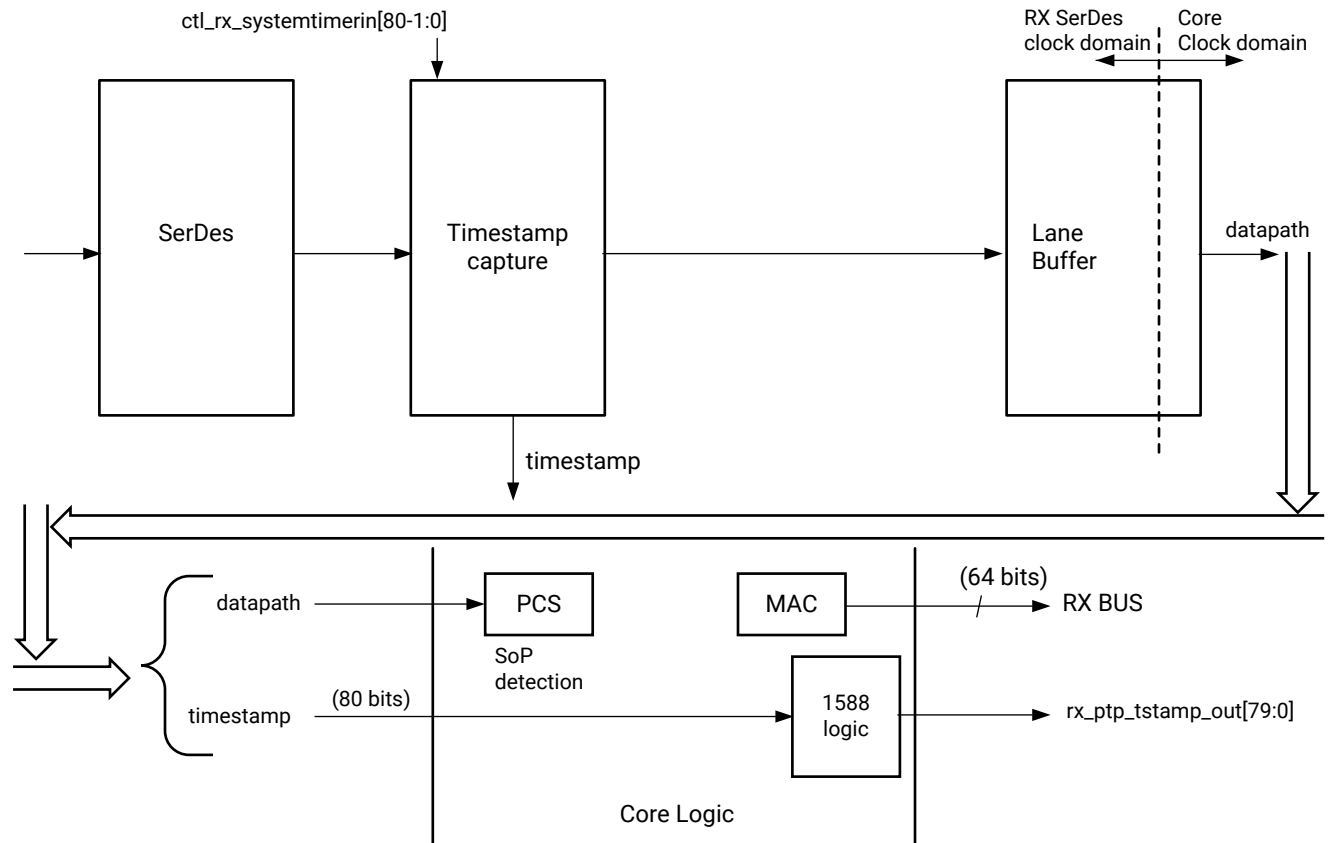 ctl_rx_systemtimerin[80-1:0]
RX SerDes
clock domain
Core
Clock domain
SerDes
Timestamp
capture
Lane
Buffer
datapath
timestamp
datapath
PCS
MAC
(64 bits)
RX BUS
SoP
detection
timestamp
(80 bits)
1588
logic
rx_ptp_tstamp_out[79:0]
Core Logic